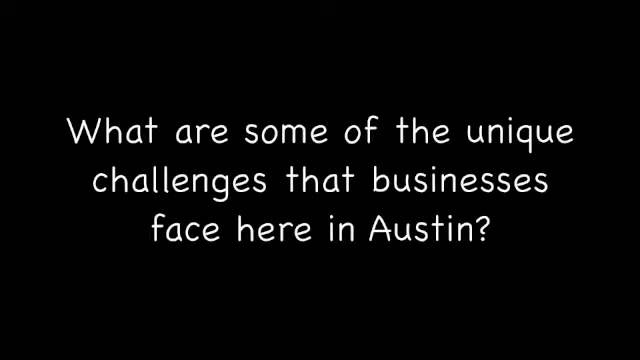 What are some of the unique
challenges that businesses
face here in Austin?